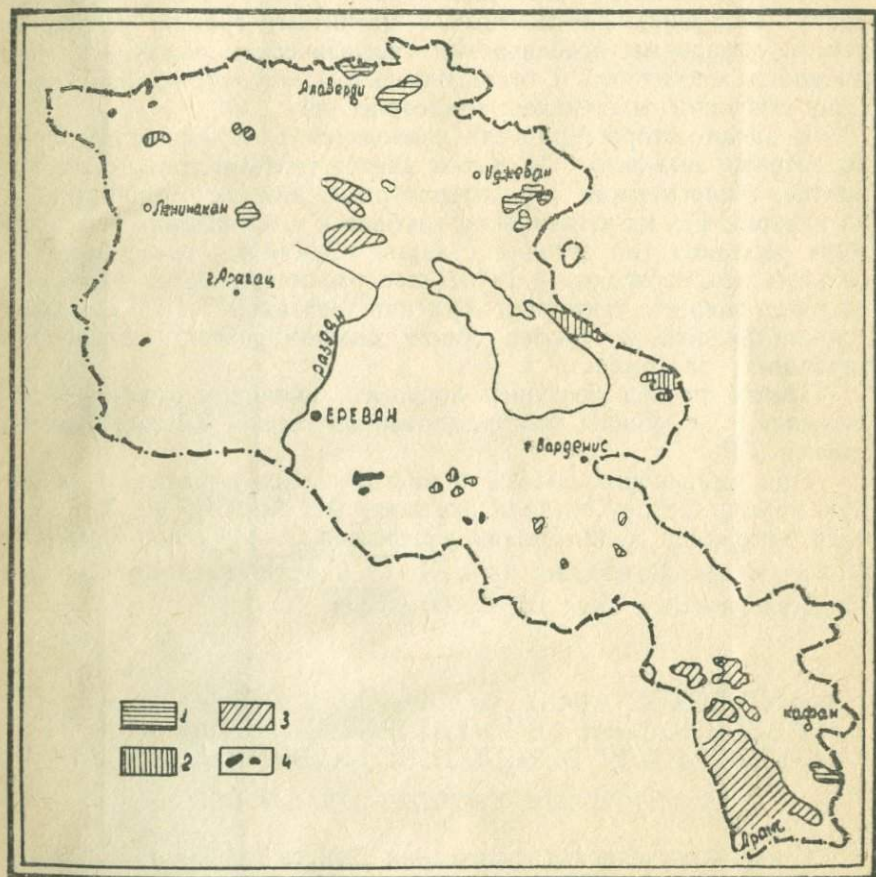 Алаверди
Иджеван
Ленинакан
г. Арагац
Раздан
ЕРЕВАН
г. Варденис
Кафан
Аракс
1
3
2
4